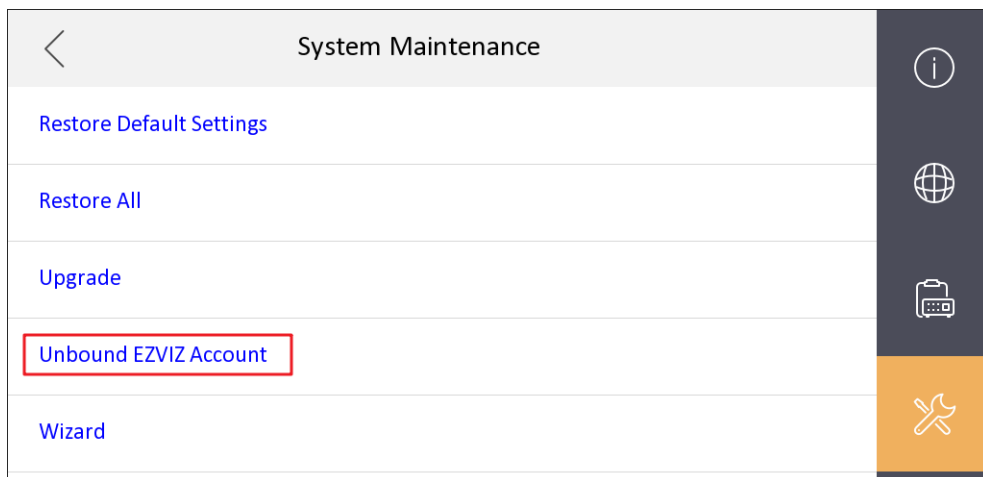 System Maintenance
Restore Default Settings
Restore All
Upgrade
Unbound EZVIZ Account
Wizard